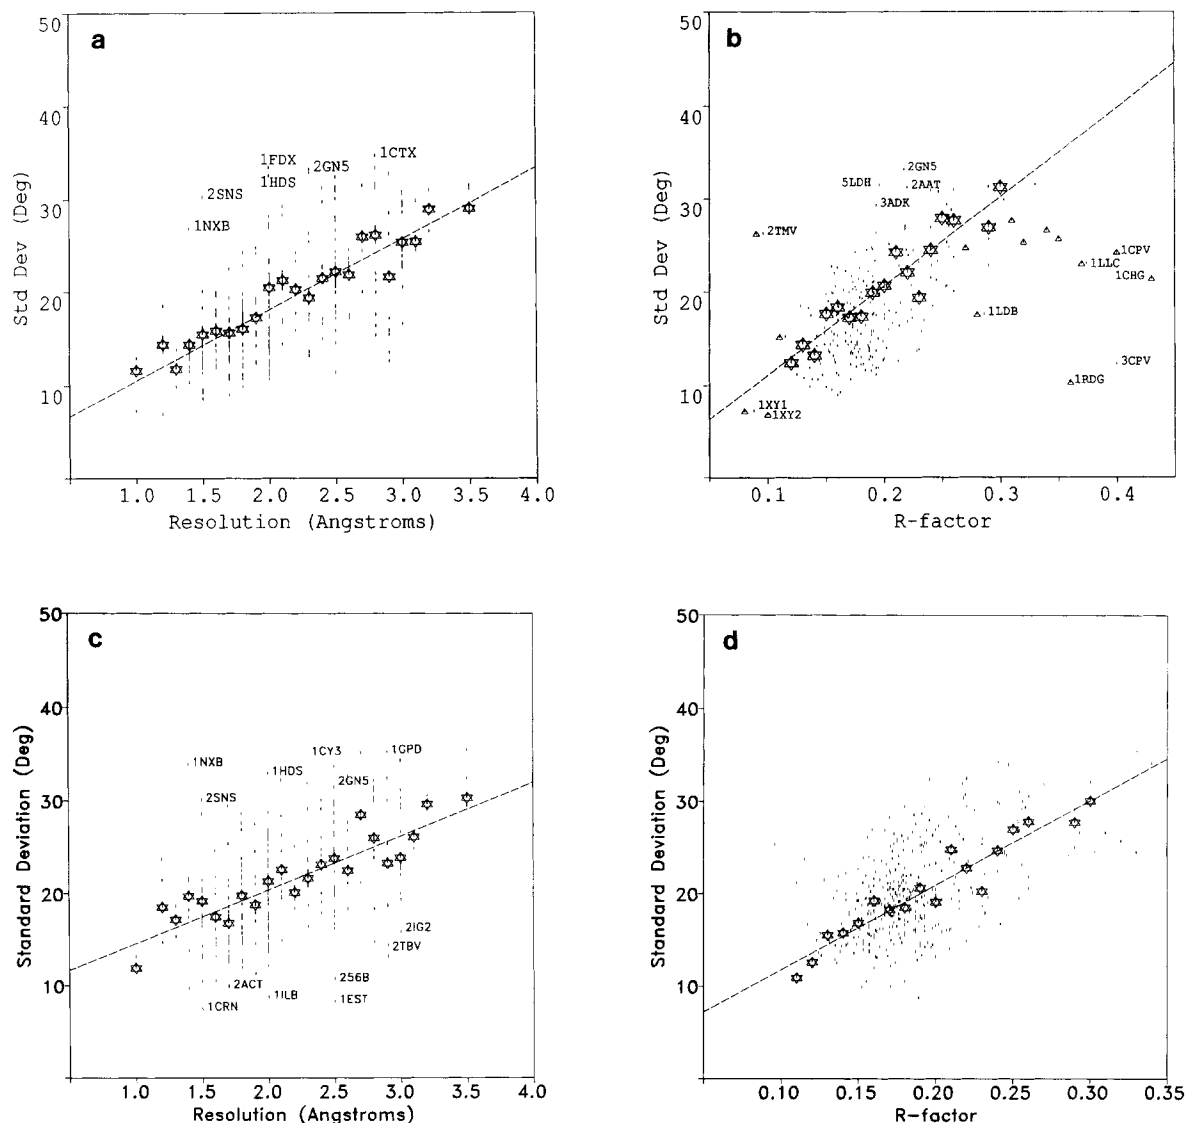 a
50
40
30
20
10
Std Dev (Deg)
1FDX
1HDS
2GN5
1CTX
2SNS
1NXB
1.0 1.5 2.0 2.5 3.0 3.5 4.0
Resolution (Angstroms)
b
50
40
30
20
10
Std Dev (Deg)
2GN5
5LDH
2AAT
3ADK
2TMV
1CPV
1LLC
1CHG
1LDB
3CPV
1RDG
1XY1
1XY2
0.1 0.2 0.3 0.4
R-factor
c
50
40
30
20
10
Standard Deviation (Deg)
1CY3
1GPD
1NXB
1HDS
2GN5
2SNS
2IG2
2TBV
256B
2ACT
1ILB
1EST
1CRN
1.0 1.5 2.0 2.5 3.0 3.5 4.0
Resolution (Angstroms)
d
50
40
30
20
10
Standard Deviation (Deg)
0.10 0.15 0.20 0.25 0.30 0.35
R-factor